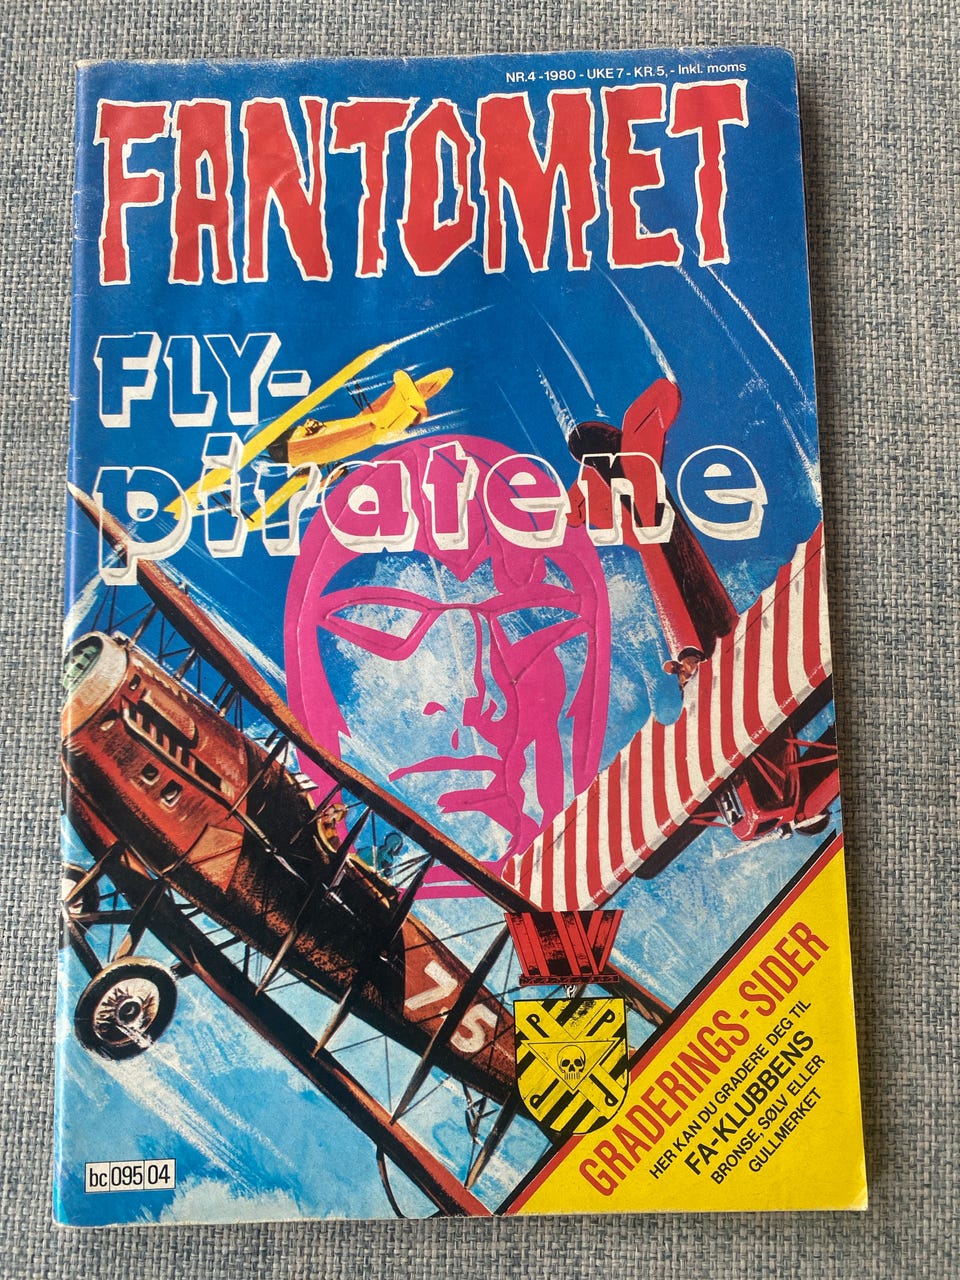 NR.4-1980-UKE 7-KR.5,- Inkl. moms
FANTOMET
FLY-
piratene
75
P P
P P
GRADERINGS-SIDER
HER KAN DU GRADERE DEG TIL
FA-KLUBBENS
BRONSE, SØLV ELLER
GULLMERKET
bc 095 04